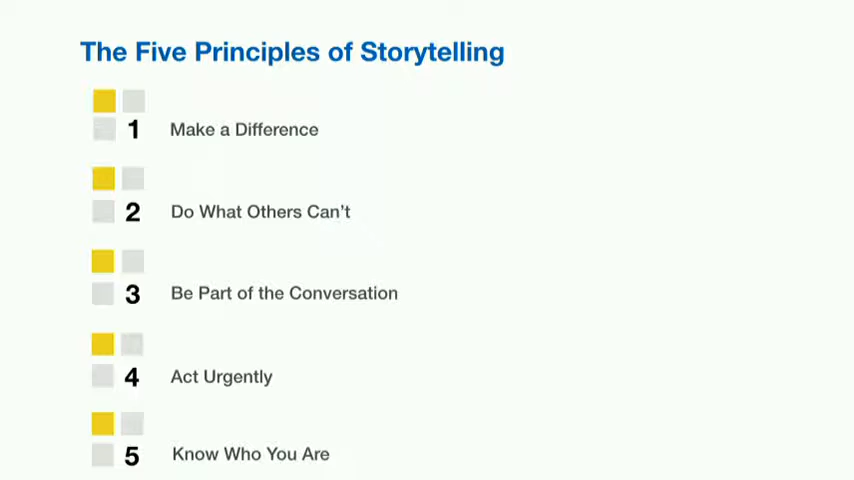 The Five Principles of Storytelling
1 Make a Difference
2 Do What Others Can't
3 Be Part of the Conversation
4 Act Urgently
5 Know Who You Are